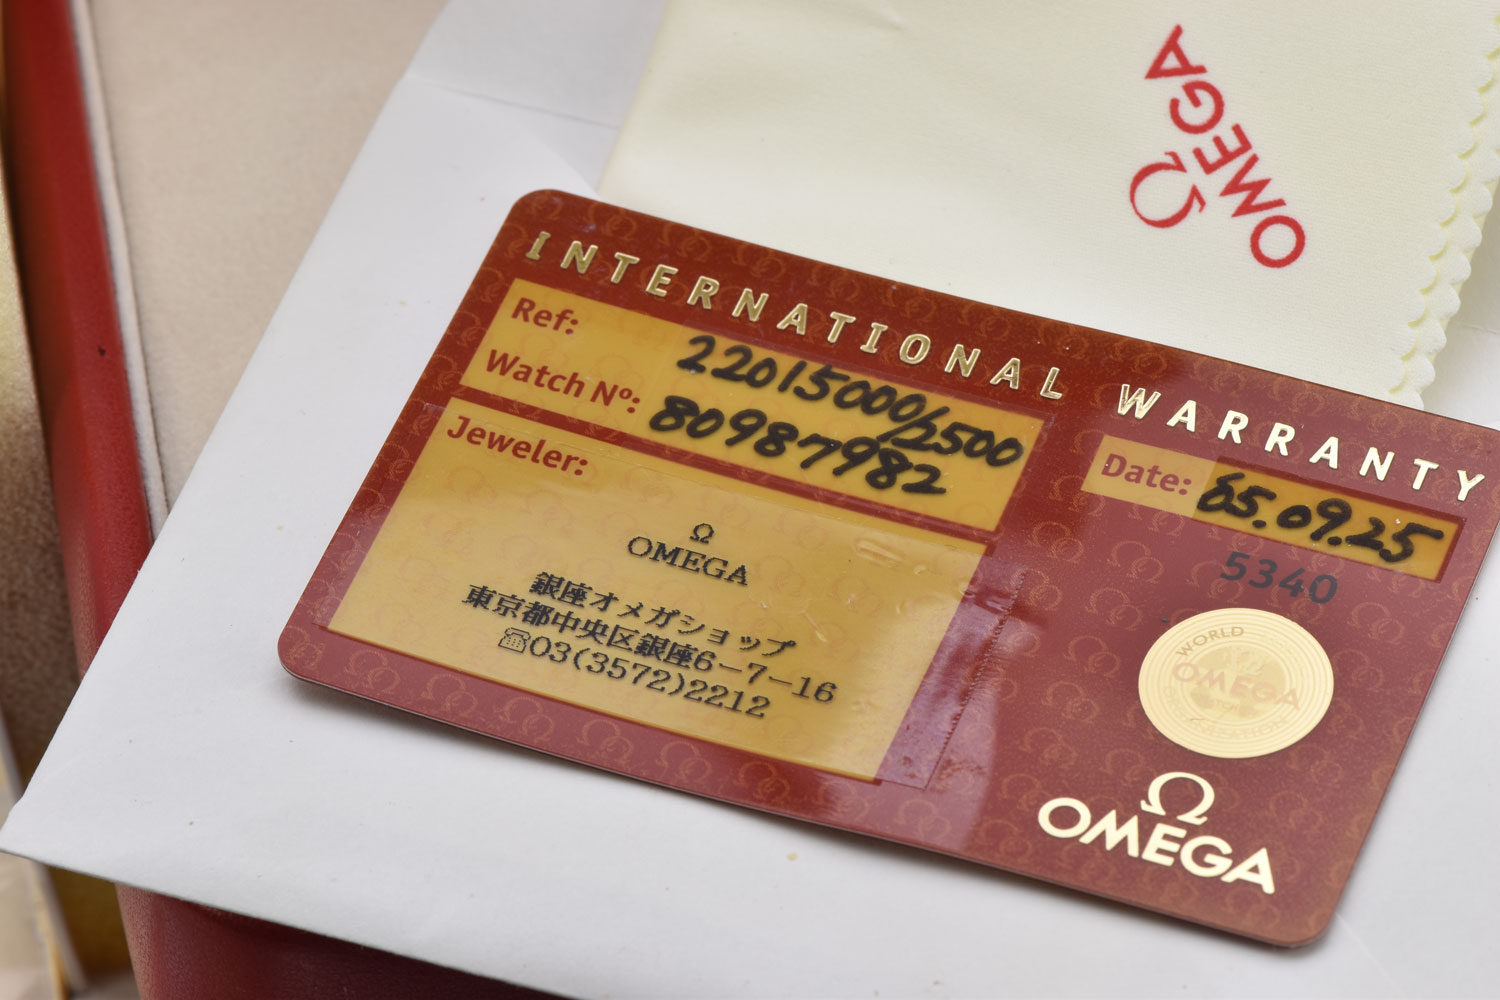 Ω
OMEGA
INTERNATIONAL WARRANTY
Ref: 22015000/2500
Watch Nº: 80987982
Date: 65.09.25
5340
Jeweler:
Ω
OMEGA
銀座オメガショップ
東京都中央区銀座6-7-16
☎03(3572)2212
WORLD
OMEGA
Ω
OMEGA